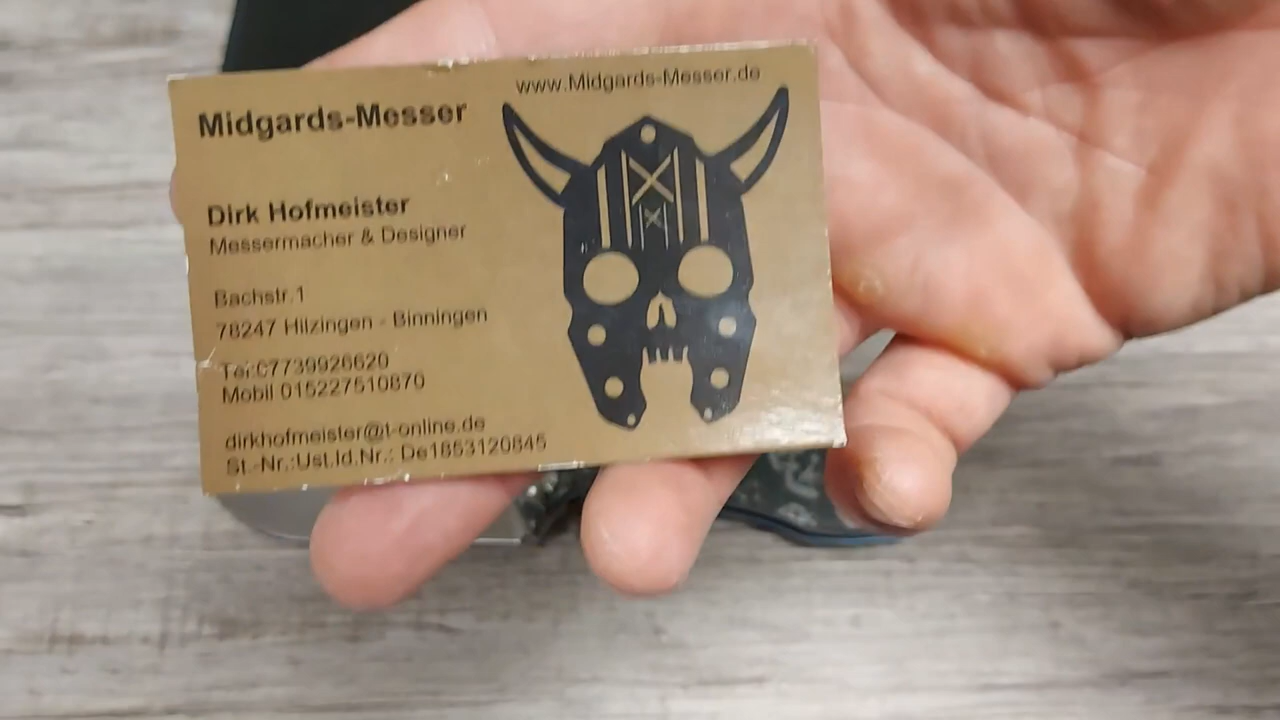 www.Midgards-Messer.de
Midgards-Messer
Dirk Hofmeister
Messermacher & Designer
Bachstr.1
78247 Hilzingen - Binningen
Tel:07739926620
Mobil 015227510870
dirkhofmeister@t-online.de
St.-Nr.:Ust.Id.Nr.: De1853120845